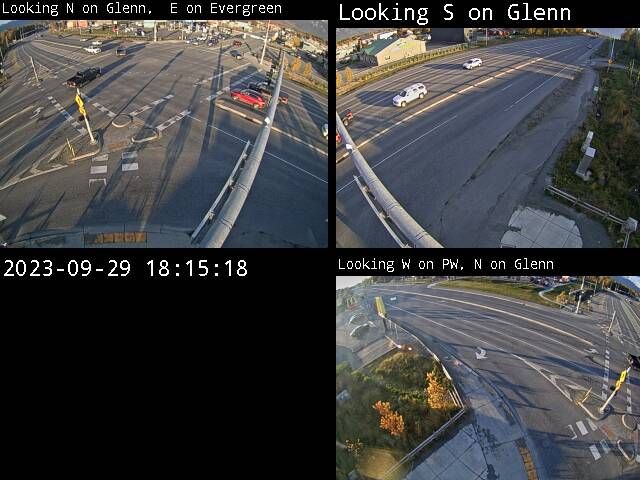 Looking N on Glenn, E on Evergreen
Looking S on Glenn
2023-09-29 18:15:18
Looking W on PW, N on Glenn